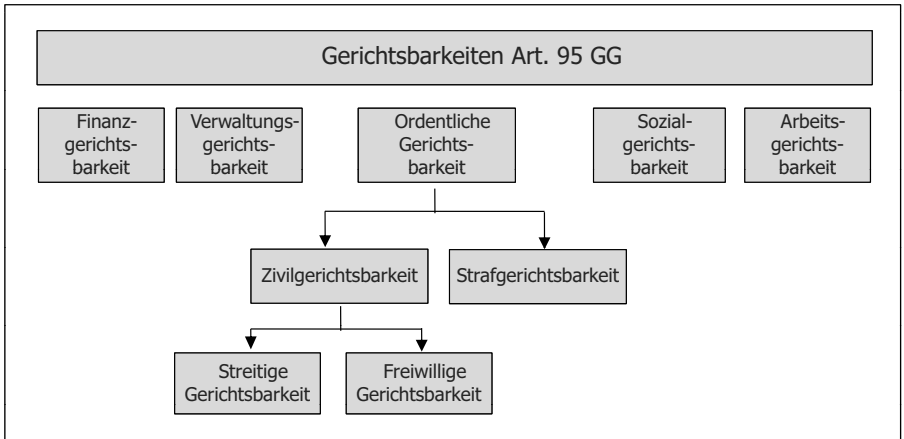 Gerichtsbarkeiten Art. 95 GG
Finanz-
gerichts-
barkeit
Verwaltungs-
gerichts-
barkeit
Ordentliche
Gerichts-
barkeit
Sozial-
gerichts-
barkeit
Arbeits-
gerichts-
barkeit
Zivilgerichtsbarkeit
Strafgerichtsbarkeit
Streitige
Gerichtsbarkeit
Freiwillige
Gerichtsbarkeit